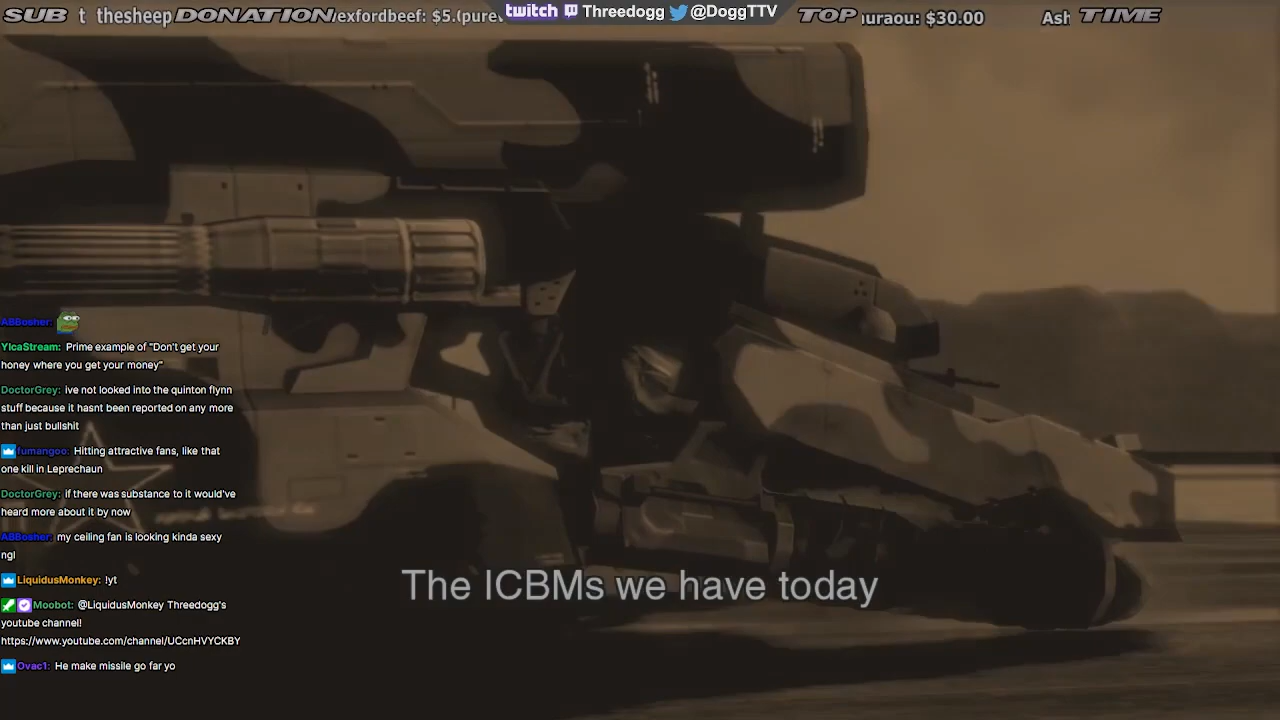 SUB t thesheep DONATION /exfordbeef: $5.(pure twitch Threedogg @DoggTTV TOP uraou: $30.00 Ash TIME
ABBosher:
YlcaStream: Prime example of "Don't get your
honey where you get your money"
DoctorGrey: ive not looked into the quinton flynn
stuff because it hasnt been reported on any more
than just bullshit
fumangoo: Hitting attractive fans, like that
one kill in Leprechaun
DoctorGrey: if there was substance to it would've
heard more about it by now
ABBosher: my ceiling fan is looking kinda sexy
ngl
LiquidusMonkey: !yt
Moobot: @LiquidusMonkey Threedogg's
youtube channel!
https://www.youtube.com/channel/UCcnHVYCKBY
Ovac1: He make missile go far yo
The ICBMs we have today